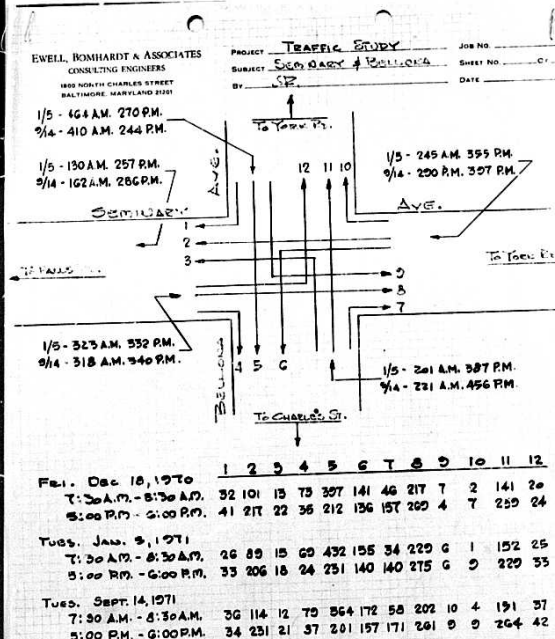 EWELL, BOMHARDT & ASSOCIATES
CONSULTING ENGINEERS
1800 NORTH CHARLES STREET
BALTIMORE, MARYLAND 21201
PROJECT TRAFFIC STUDY JOB NO.
SUBJECT SEMINARY & BELLONA SHEET NO. OF
BY DATE
1/5 - 464 A.M. 270 P.M.
9/14 - 410 A.M. 244 P.M.
TO YORK RD.
1/5 - 130 A.M. 257 P.M.
9/14 - 162 A.M. 286 P.M.
AVE.
12 11 10
1/5 - 245 A.M. 355 P.M.
9/14 - 290 A.M. 397 P.M.
SEMINARY
AVE.
1
2
3
TO FALLS
TO YORK
9
8
7
1/5 - 323 A.M. 332 P.M.
9/14 - 318 A.M. 340 P.M.
4 5 6
1/5 - 201 A.M. 387 P.M.
9/14 - 221 A.M. 456 P.M.
BELLONA
TO CHARLES ST.
1 2 3 4 5 6 7 8 9 10 11 12
FRI. DEC 18, 1970
7:30 A.M. - 8:30 A.M. 32 101 13 73 397 141 46 217 7 2 141 20
5:00 P.M. - 6:00 P.M. 41 217 22 36 212 136 157 269 4 7 259 24
TUES. JAN. 5, 1971
7:30 A.M. - 8:30 A.M. 26 89 15 69 432 155 34 229 6 1 152 25
5:00 P.M. - 6:00 P.M. 33 206 18 24 231 140 140 275 6 9 229 33
TUES. SEPT. 14, 1971
7:30 A.M. - 8:30 A.M. 36 114 12 79 364 172 58 202 10 4 151 37
5:00 P.M. - 6:00 P.M. 34 231 21 37 201 157 171 261 9 9 264 42